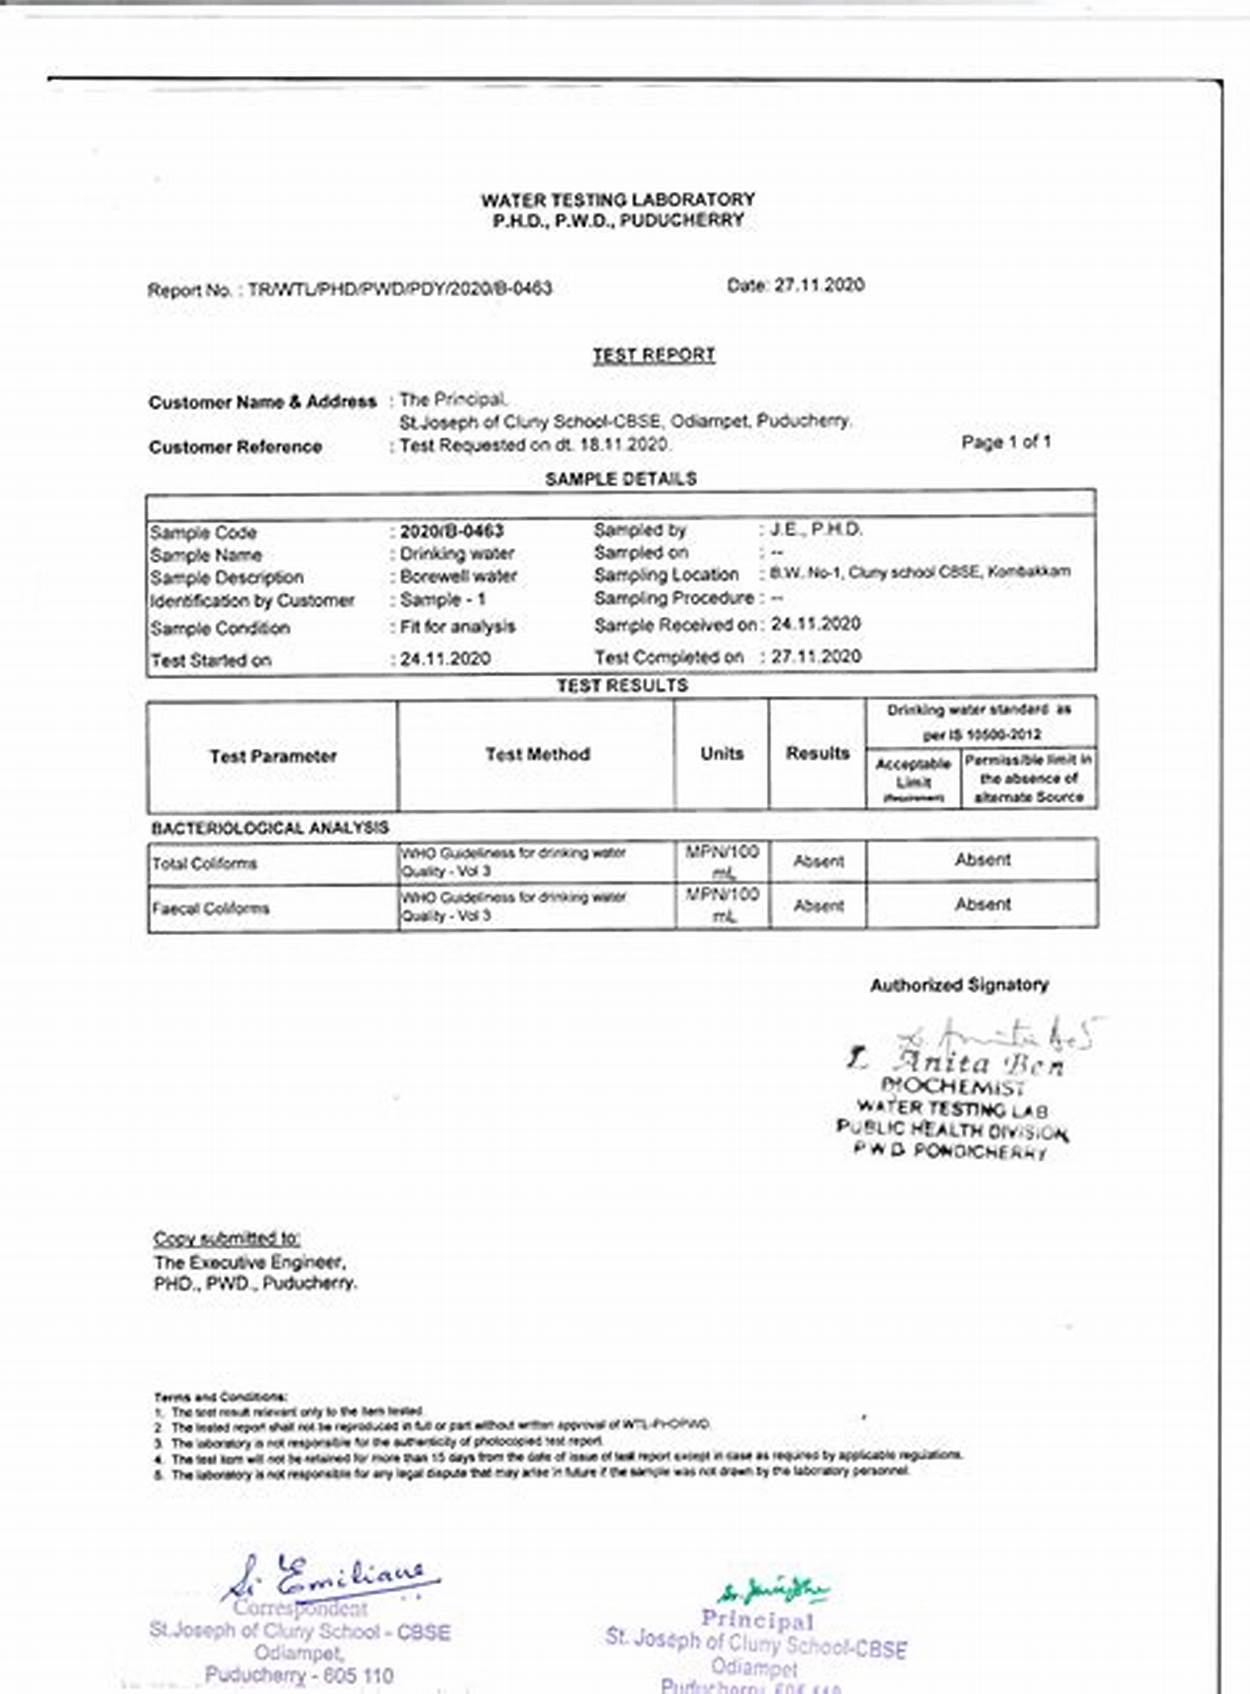 WATER TESTING LABORATORY
P.H.D., P.W.D., PUDUCHERRY
Report No. : TR/WTL/PHD/PWD/PDY/2020/B-0463 Date: 27.11.2020
TEST REPORT
Customer Name & Address : The Principal,
St.Joseph of Cluny School-CBSE, Odiampet, Puducherry.
Customer Reference : Test Requested on dt. 18.11.2020. Page 1 of 1
SAMPLE DETAILS
Sample Code : 2020/B-0463 Sampled by : J.E., P.H.D.
Sample Name : Drinking water Sampled on : --
Sample Description : Borewell water Sampling Location : B.W. No-1, Cluny school CBSE, Kombakkam
Identification by Customer : Sample - 1 Sampling Procedure : --
Sample Condition : Fit for analysis Sample Received on : 24.11.2020
Test Started on : 24.11.2020 Test Completed on : 27.11.2020
TEST RESULTS
Test Parameter Test Method Units Results Drinking water standard as
per IS 10500-2012
Acceptable Limit (Requirement) Permissible limit in the absence of alternate Source
BACTERIOLOGICAL ANALYSIS
Total Coliforms WHO Guideliness for drinking water Quality - Vol 3 MPN/100 mL Absent Absent
Faecal Coliforms WHO Guideliness for drinking water Quality - Vol 3 MPN/100 mL Absent Absent
Authorized Signatory
Anita Ben
BIOCHEMIST
WATER TESTING LAB
PUBLIC HEALTH DIVISION
P W D PONDICHERRY
Copy submitted to:
The Executive Engineer,
PHD., PWD., Puducherry.
Terms and Conditions:
1. The test result relevant only to the item tested.
2. The tested report shall not be reproduced in full or part without written approval of WTL-PHDPWD.
3. The laboratory is not responsible for the authenticity of photocopied test report.
4. The test item will not be retained for more than 15 days from the date of issue of test report except in case as required by applicable regulations.
5. The laboratory is not responsible for any legal dispute that may arise in future if the sample was not drawn by the laboratory personnel.
Emiliane
Correspondent
St.Joseph of Cluny School - CBSE
Odiampet,
Puducherry - 605 110
Principal
St. Joseph of Cluny School-CBSE
Odiampet